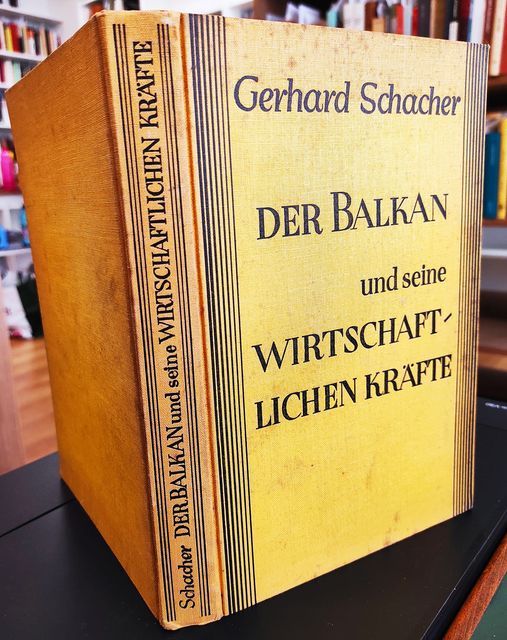 Gerhard Schacher
DER BALKAN
und seine
WIRTSCHAFT-
LICHEN KRÄFTE
Schacher DER BALKAN und seine WIRTSCHAFTLICHEN KRÄFTE